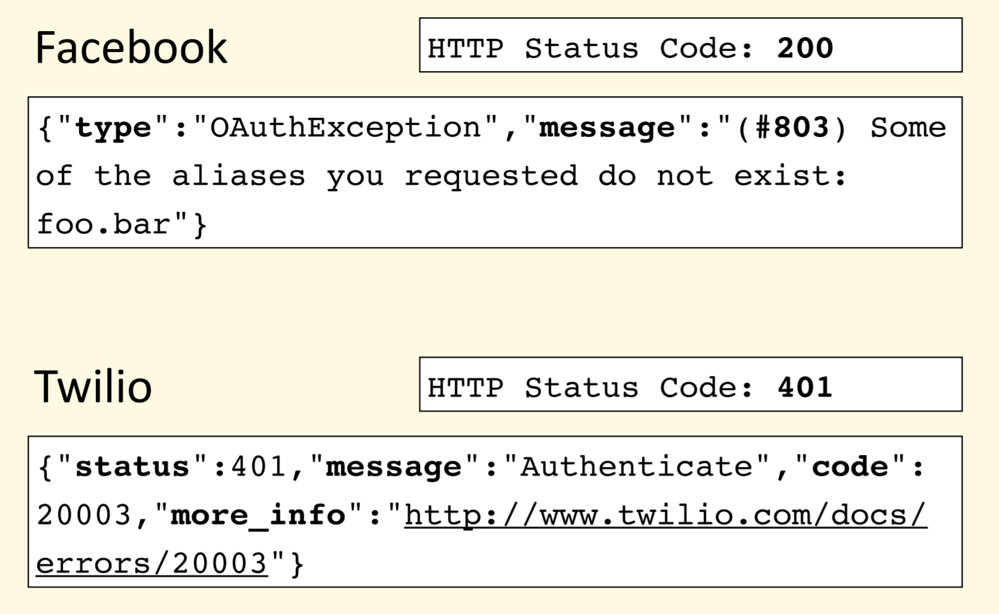 Facebook
HTTP Status Code: 200
{"type":"OAuthException","message":"(#803) Some
of the aliases you requested do not exist:
foo.bar"}
Twilio
HTTP Status Code: 401
{"status":401,"message":"Authenticate","code":
20003,"more_info":"http://www.twilio.com/docs/
errors/20003"}